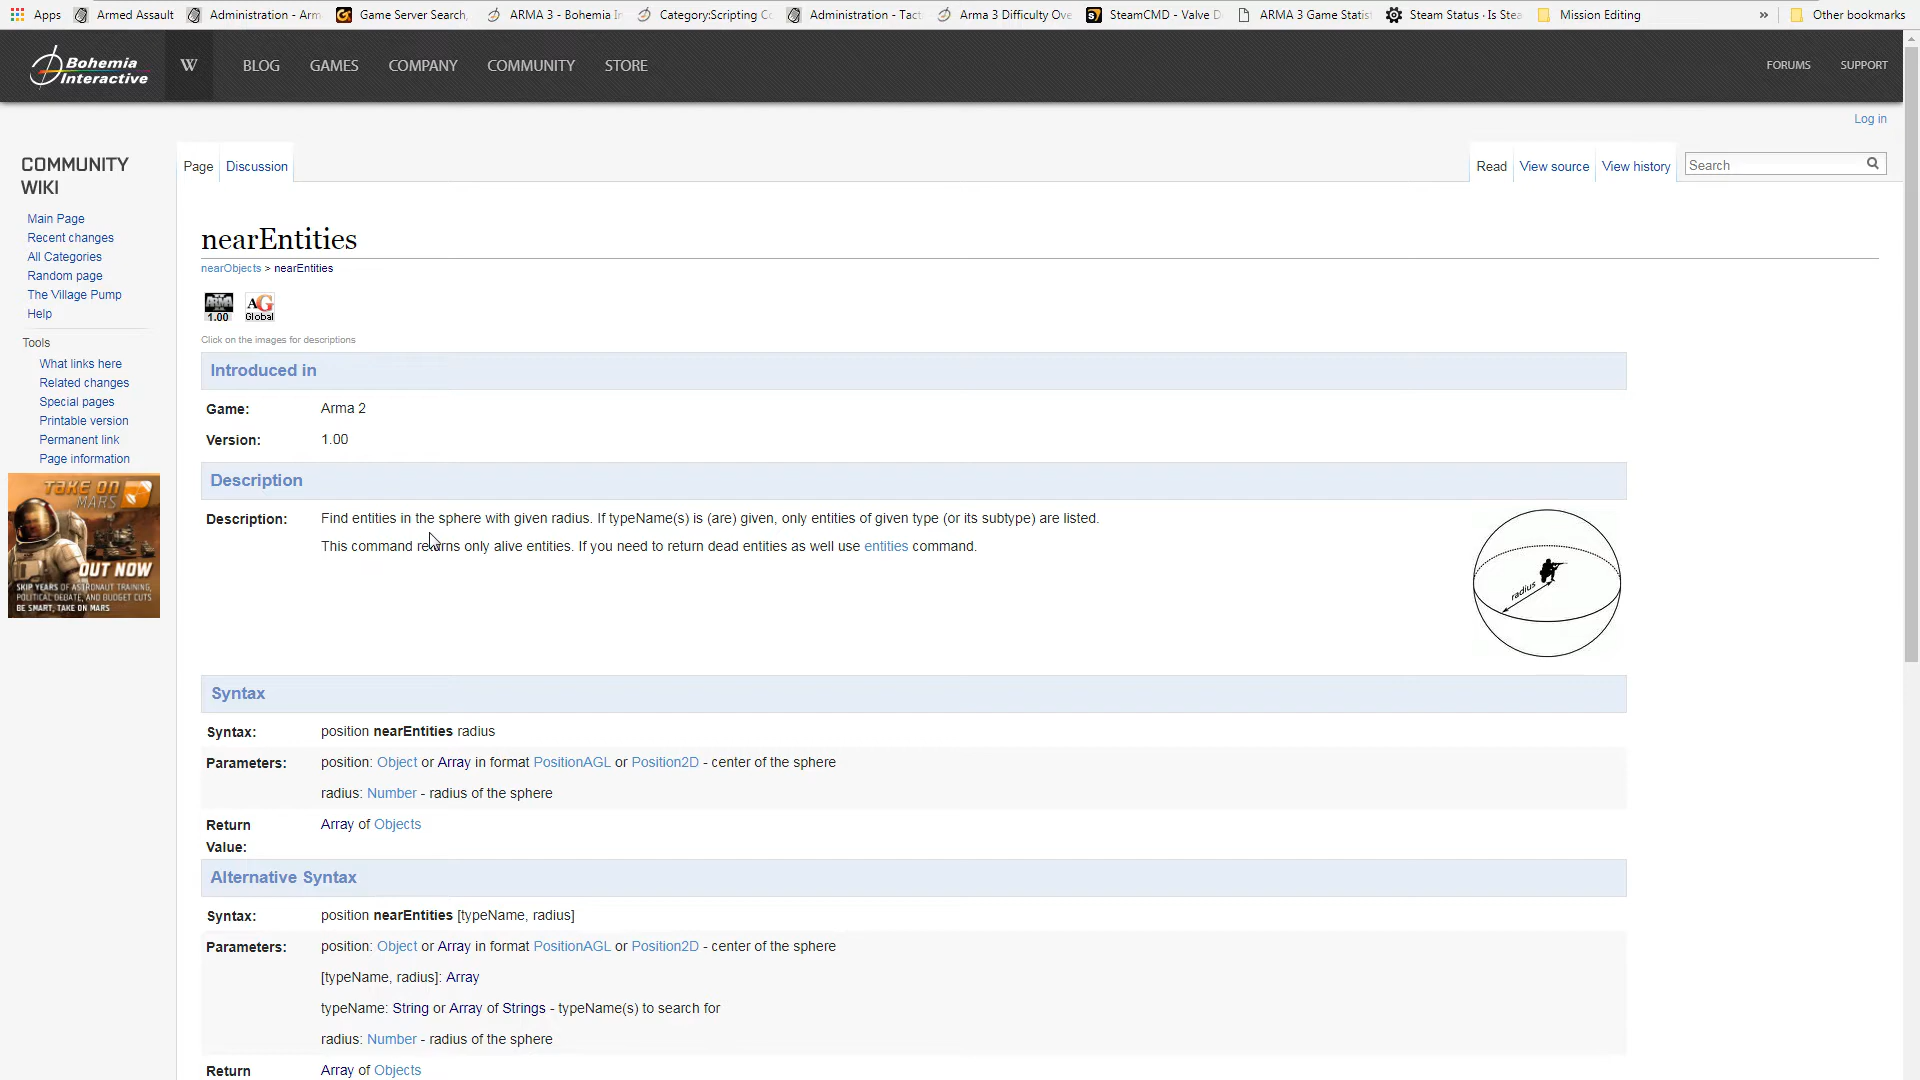 Apps Armed Assault Administration - Arm Game Server Search, ARMA 3 - Bohemia In Category:Scripting Co Administration - Tact Arma 3 Difficulty Ove SteamCMD - Valve D ARMA 3 Game Statis Steam Status · Is Stea Mission Editing » Other bookmarks
Bohemia Interactive W BLOG GAMES COMPANY COMMUNITY STORE FORUMS SUPPORT
Log in
COMMUNITY
WIKI
Main Page
Recent changes
All Categories
Random page
The Village Pump
Help
Tools
What links here
Related changes
Special pages
Printable version
Permanent link
Page information
TAKE ON
MARS
OUT NOW
SKIP YEARS OF ASTRONAUT TRAINING,
POLITICAL DEBATE, AND BUDGET CUTS
BE SMART, TAKE ON MARS
Page Discussion Read View source View history Search
nearEntities
nearObjects > nearEntities
ARMA
1.00
AG
Global
Click on the images for descriptions
Introduced in
Game: Arma 2
Version: 1.00
Description
Description: Find entities in the sphere with given radius. If typeName(s) is (are) given, only entities of given type (or its subtype) are listed.
This command returns only alive entities. If you need to return dead entities as well use entities command.
radius
Syntax
Syntax: position nearEntities radius
Parameters: position: Object or Array in format PositionAGL or Position2D - center of the sphere
radius: Number - radius of the sphere
Return Array of Objects
Value:
Alternative Syntax
Syntax: position nearEntities [typeName, radius]
Parameters: position: Object or Array in format PositionAGL or Position2D - center of the sphere
[typeName, radius]: Array
typeName: String or Array of Strings - typeName(s) to search for
radius: Number - radius of the sphere
Return Array of Objects